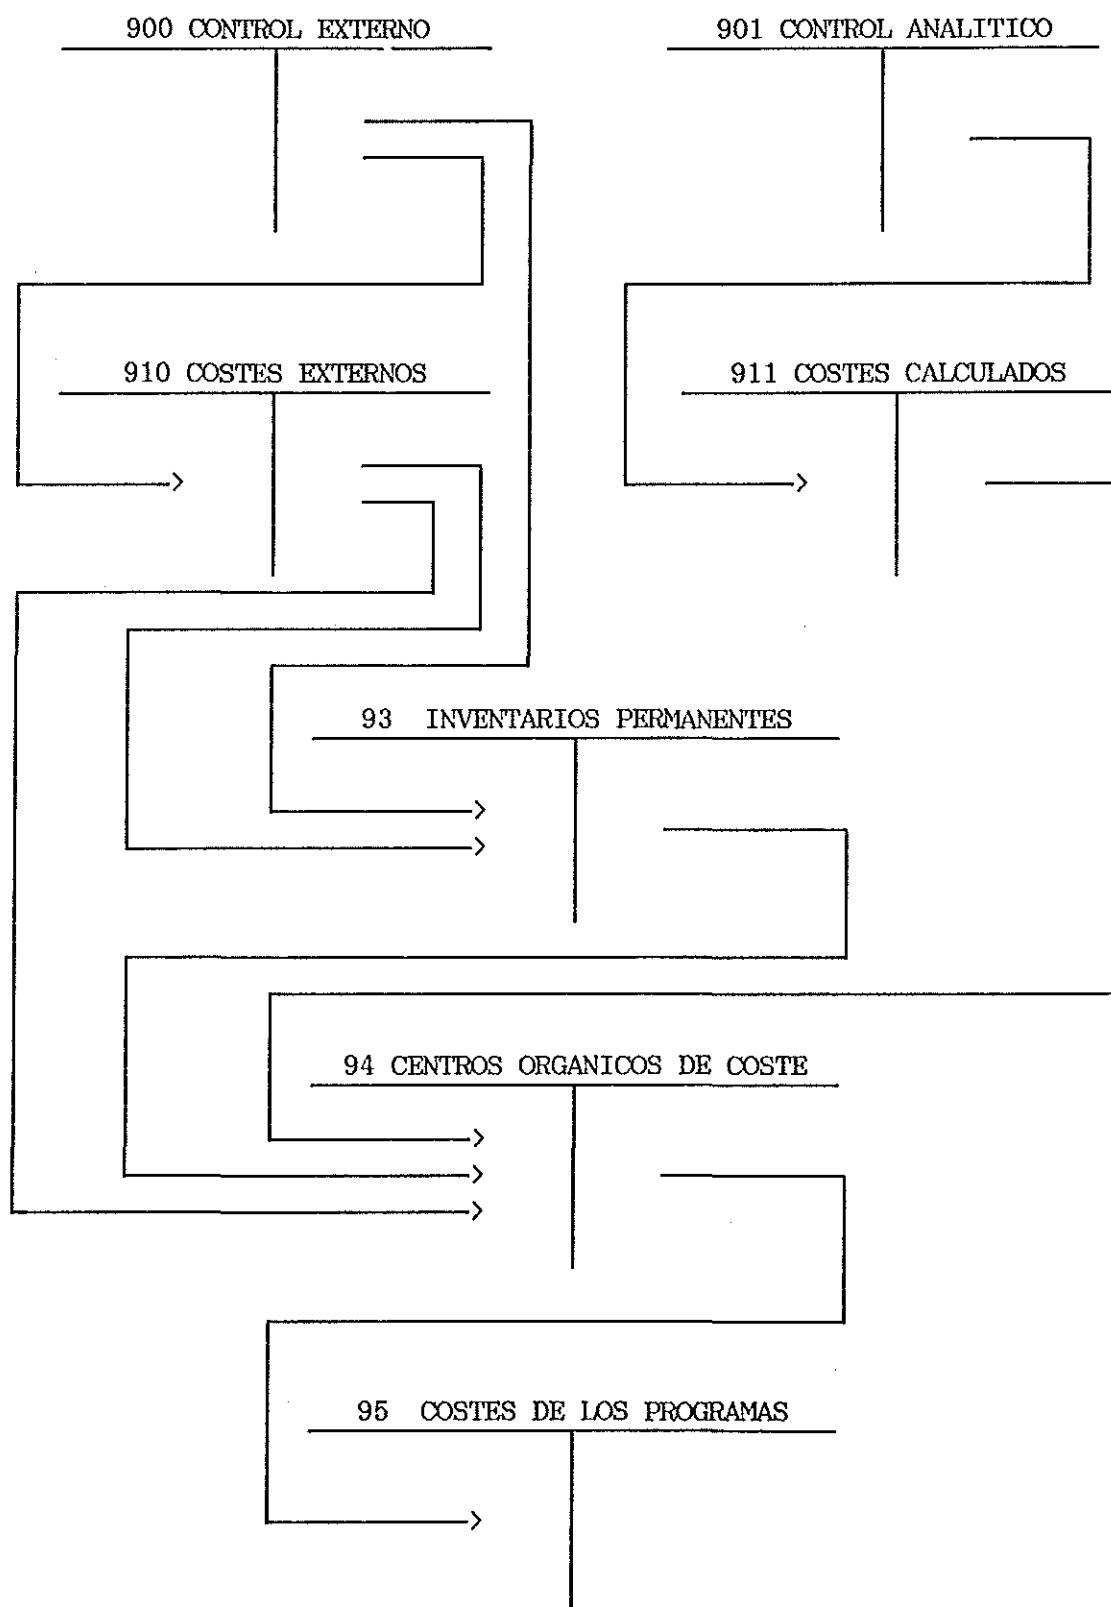 900 CONTROL EXTERNO
901 CONTROL ANALITICO
910 COSTES EXTERNOS
911 COSTES CALCULADOS
93 INVENTARIOS PERMANENTES
94 CENTROS ORGANICOS DE COSTE
95 COSTES DE LOS PROGRAMAS